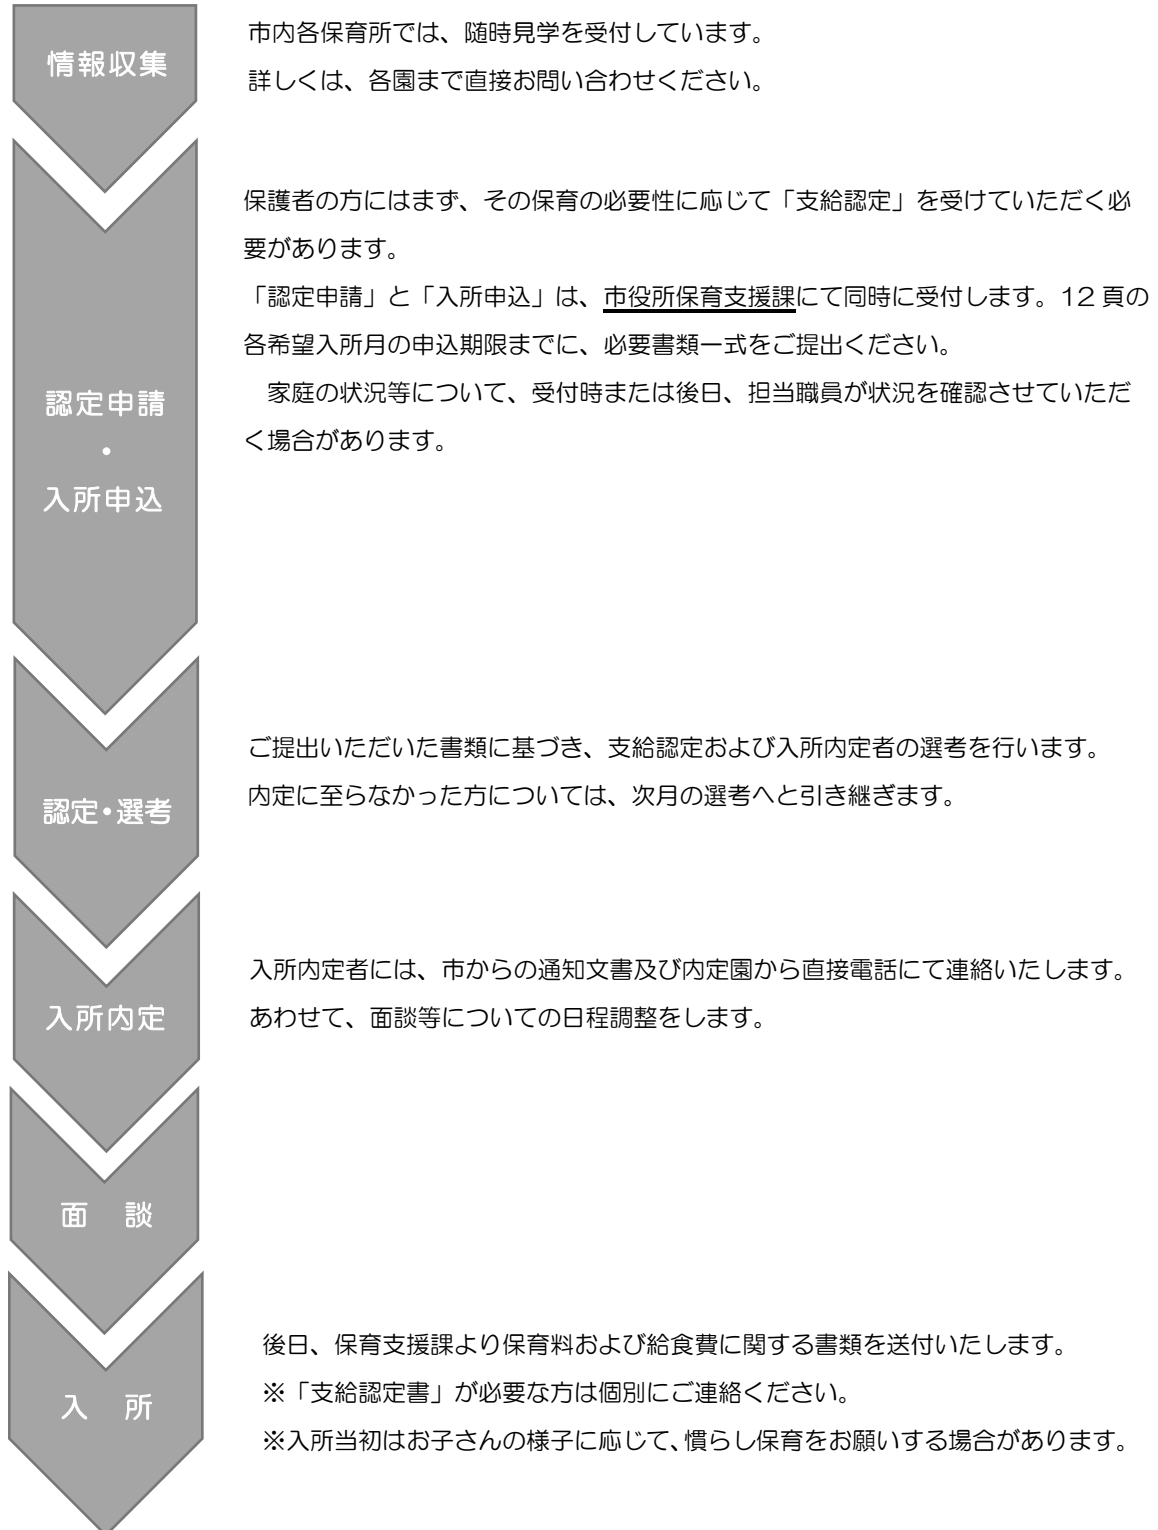 情報収集
市内各保育所では、随時見学を受付しています。
詳しくは、各園まで直接お問い合わせください。
認定申請
・
入所申込
保護者の方にはまず、その保育の必要性に応じて「支給認定」を受けていただく必
要があります。
「認定申請」と「入所申込」は、市役所保育支援課にて同時に受付します。12 頁の
各希望入所月の申込期限までに、必要書類一式をご提出ください。
　家庭の状況等について、受付時または後日、担当職員が状況を確認させていただ
く場合があります。
認定・選考
ご提出いただいた書類に基づき、支給認定および入所内定者の選考を行います。
内定に至らなかった方については、次月の選考へと引き継ぎます。
入所内定
入所内定者には、市からの通知文書及び内定園から直接電話にて連絡いたします。
あわせて、面談等についての日程調整をします。
面　談
入　所
後日、保育支援課より保育料および給食費に関する書類を送付いたします。
※「支給認定書」が必要な方は個別にご連絡ください。
※入所当初はお子さんの様子に応じて、慣らし保育をお願いする場合があります。